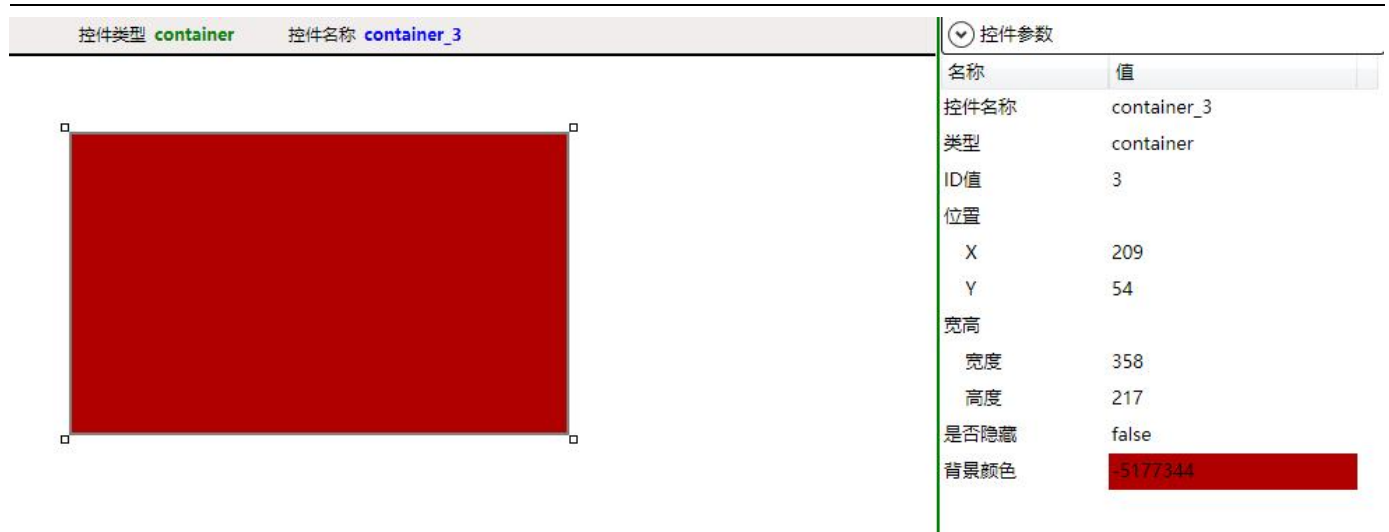 控件类型 container 控件名称 container_3
控件参数
名称 值
控件名称 container_3
类型 container
ID值 3
位置
X 209
Y 54
宽高
宽度 358
高度 217
是否隐藏 false
背景颜色 -5177344